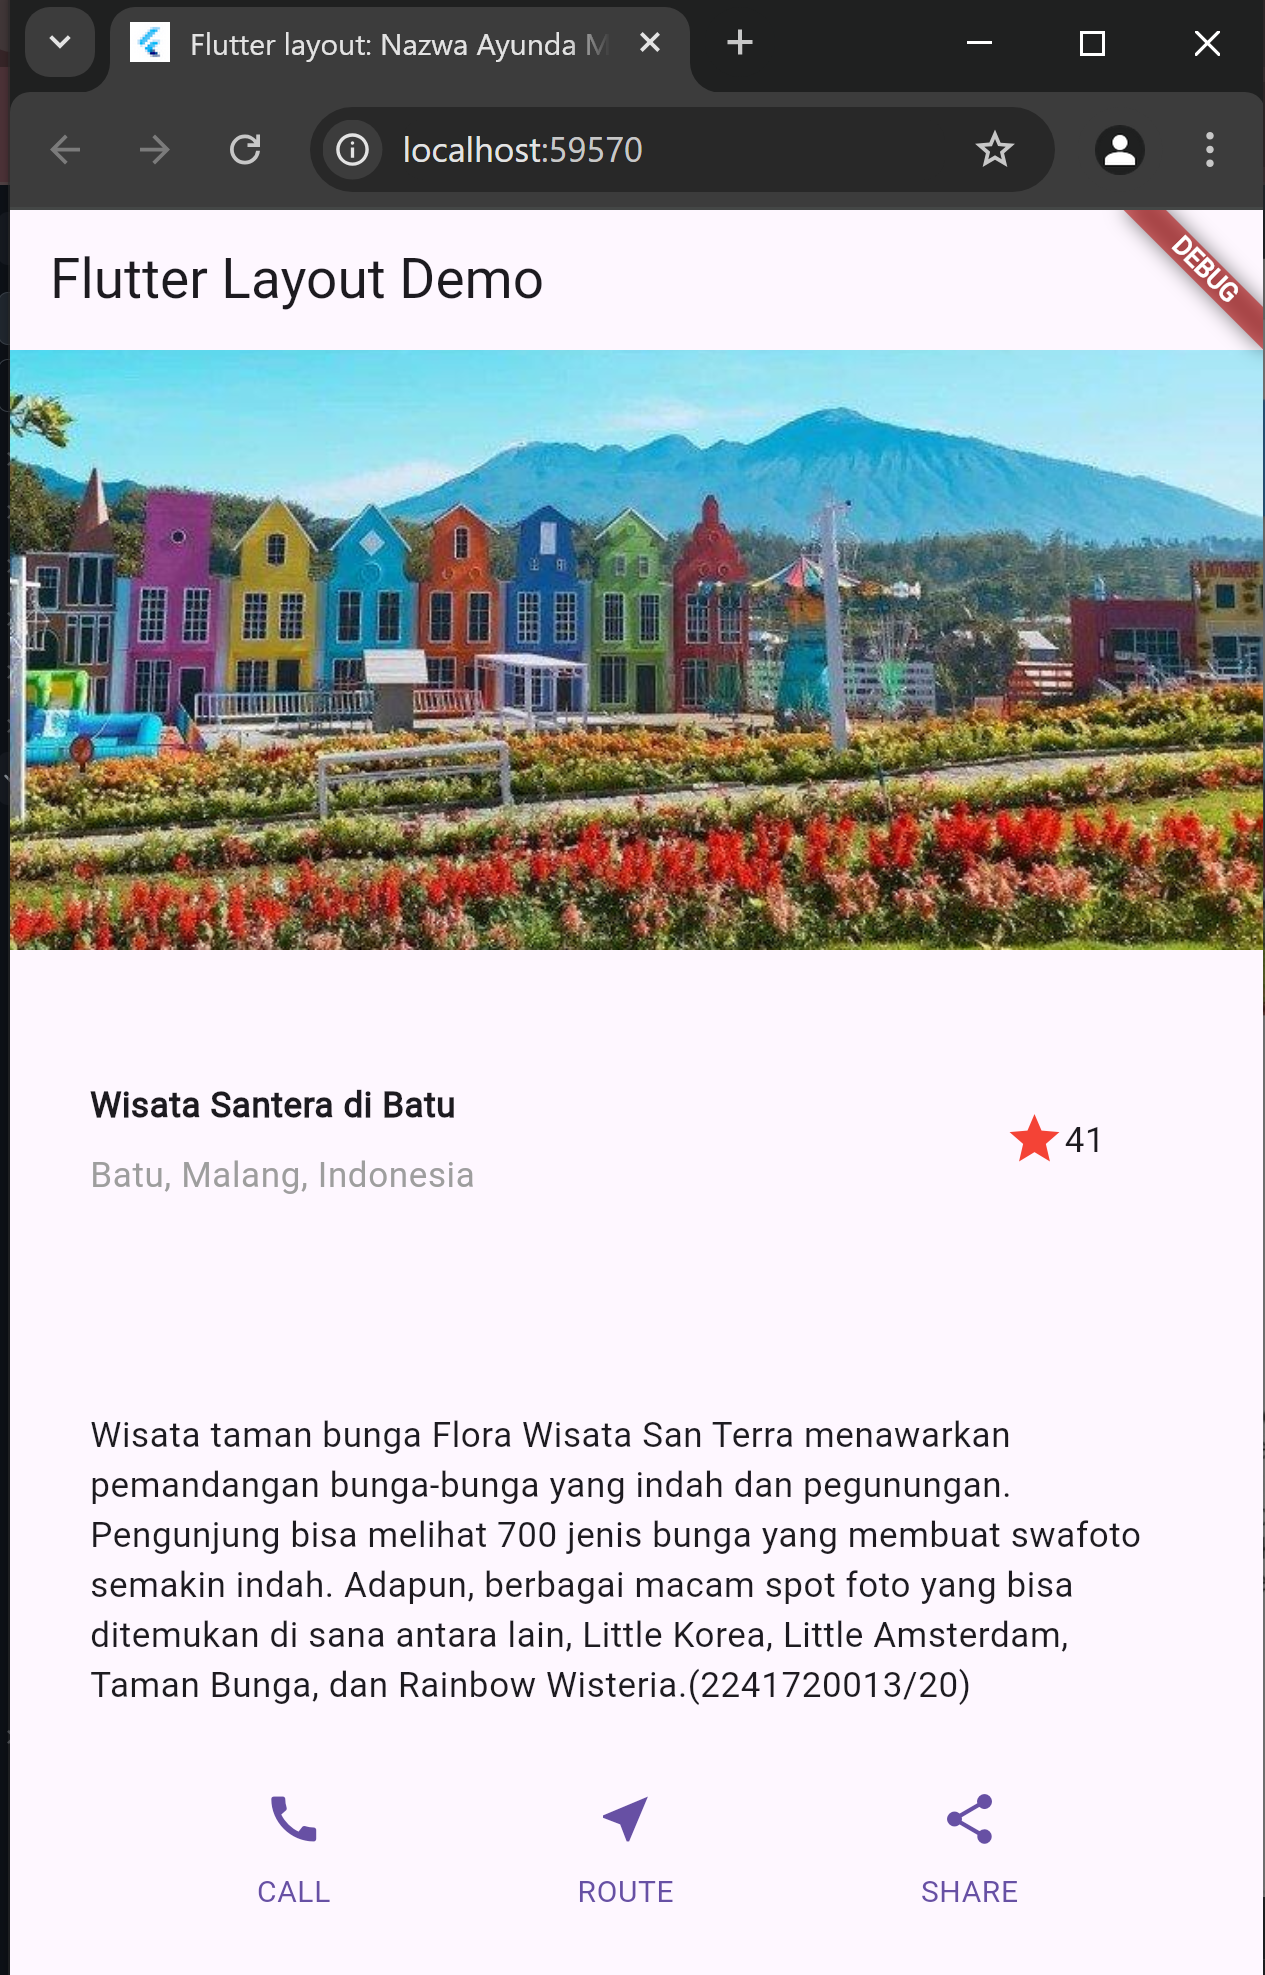 Flutter layout: Nazwa Ayunda M
localhost:59570
Flutter Layout Demo
DEBUG
Wisata Santera di Batu
Batu, Malang, Indonesia
41
Wisata taman bunga Flora Wisata San Terra menawarkan
pemandangan bunga-bunga yang indah dan pegunungan.
Pengunjung bisa melihat 700 jenis bunga yang membuat swafoto
semakin indah. Adapun, berbagai macam spot foto yang bisa
ditemukan di sana antara lain, Little Korea, Little Amsterdam,
Taman Bunga, dan Rainbow Wisteria.(2241720013/20)
CALL
ROUTE
SHARE